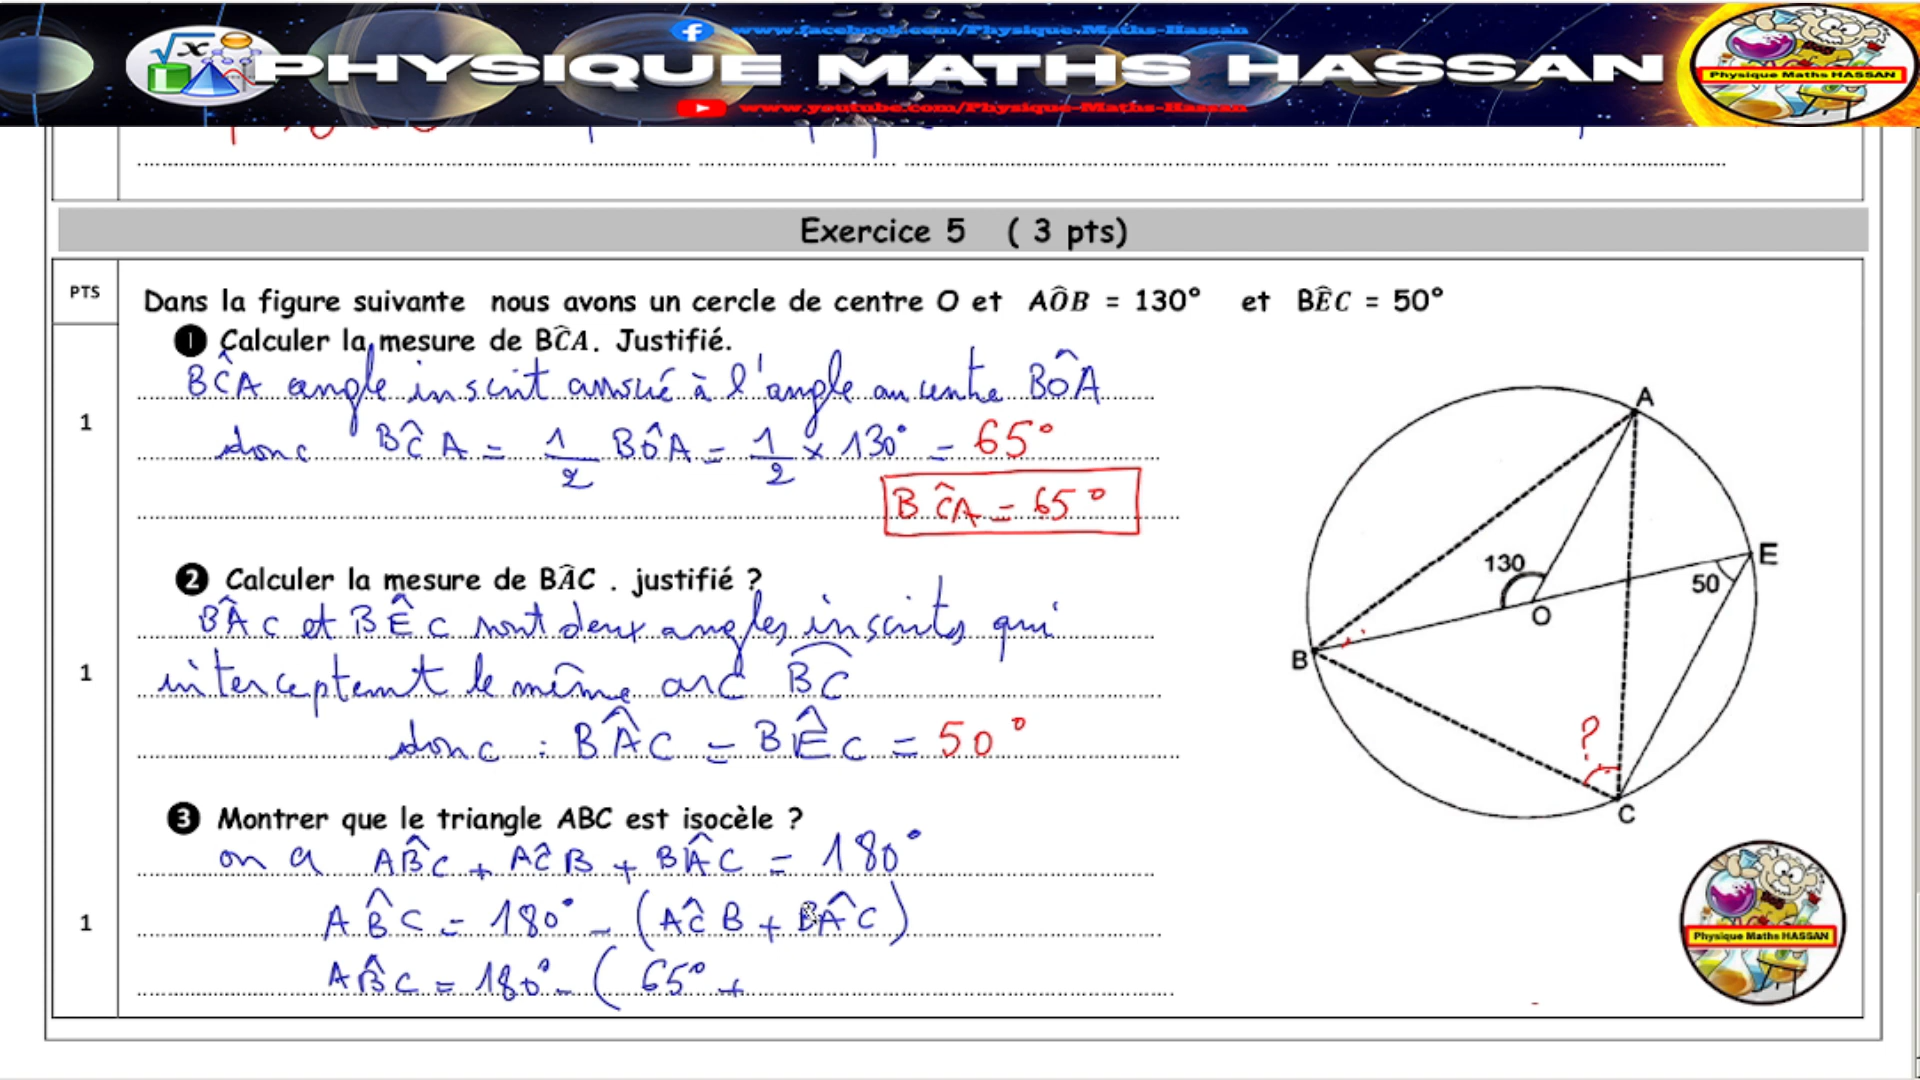 www.facebook.com/Physique-Maths-Hassan
PHYSIQUE MATHS HASSAN
www.youtube.com/Physique-Maths-Hassan
Physique Maths HASSAN
Exercice 5 ( 3 pts)
PTS
Dans la figure suivante nous avons un cercle de centre O et AÔB = 130° et BÊC = 50°
❶ Calculer la mesure de BĈA. Justifié.
BĈA angle inscrit associé à l'angle au centre BÔA
1
donc BĈA = 1/2 BÔA = 1/2 × 130° = 65°
BĈA = 65°
❷ Calculer la mesure de BÂC . justifié ?
BÂC et BÊC sont deux angles inscrits qui
1
interceptent le même arc BC
donc : BÂC = BÊC = 50°
❸ Montrer que le triangle ABC est isocèle ?
on a AB̂C + AĈB + BÂC = 180°
1
AB̂C = 180° - (AĈB + BÂC)
AB̂C = 180° - ( 65° +
A
E
130
50
O
B
?
C
Physique Maths HASSAN